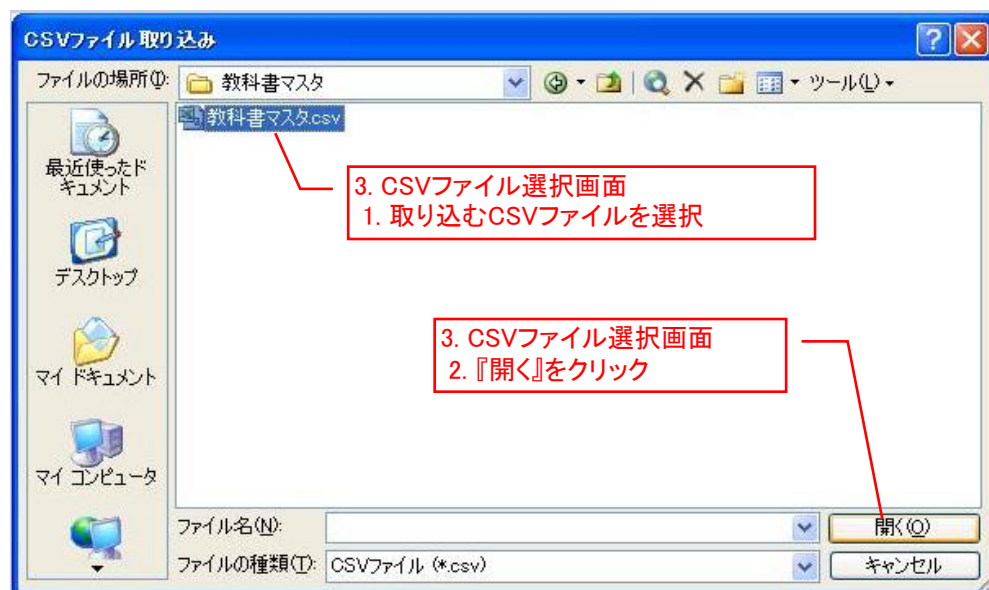 CSVファイル取り込み
ファイルの場所(I):
教科書マスタ
ツール(L)
教科書マスタ.csv
最近使ったド
キュメント
3. CSVファイル選択画面
1. 取り込むCSVファイルを選択
デスクトップ
3. CSVファイル選択画面
2. 『開く』をクリック
マイ ドキュメント
マイ コンピュータ
ファイル名(N):
開く(O)
ファイルの種類(T):
CSVファイル (*.csv)
キャンセル